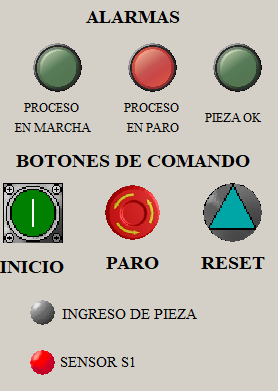 ALARMAS
PROCESO
EN MARCHA
PROCESO
EN PARO
PIEZA OK
BOTONES DE COMANDO
INICIO
PARO
RESET
INGRESO DE PIEZA
SENSOR S1